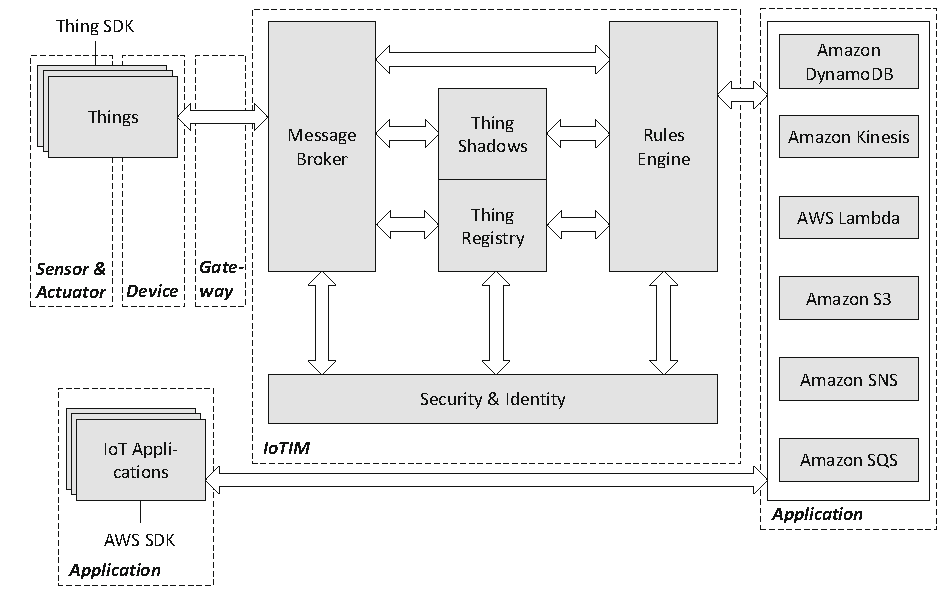 Thing SDK
Things
Sensor &
Actuator
Device
Gate-
way
Message
Broker
Thing
Shadows
Thing
Registry
Rules
Engine
Security & Identity
IoTIM
Amazon
DynamoDB
Amazon Kinesis
AWS Lambda
Amazon S3
Amazon SNS
Amazon SQS
Application
IoT Appli-
cations
AWS SDK
Application